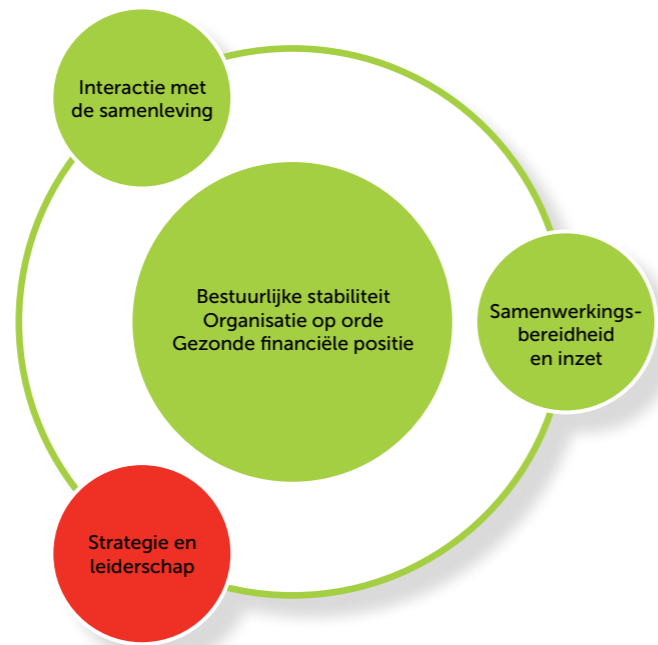 Interactie met
de samenleving
Bestuurlijke stabiliteit
Organisatie op orde
Gezonde financiële positie
Samenwerkings-
bereidheid
en inzet
Strategie en
leiderschap